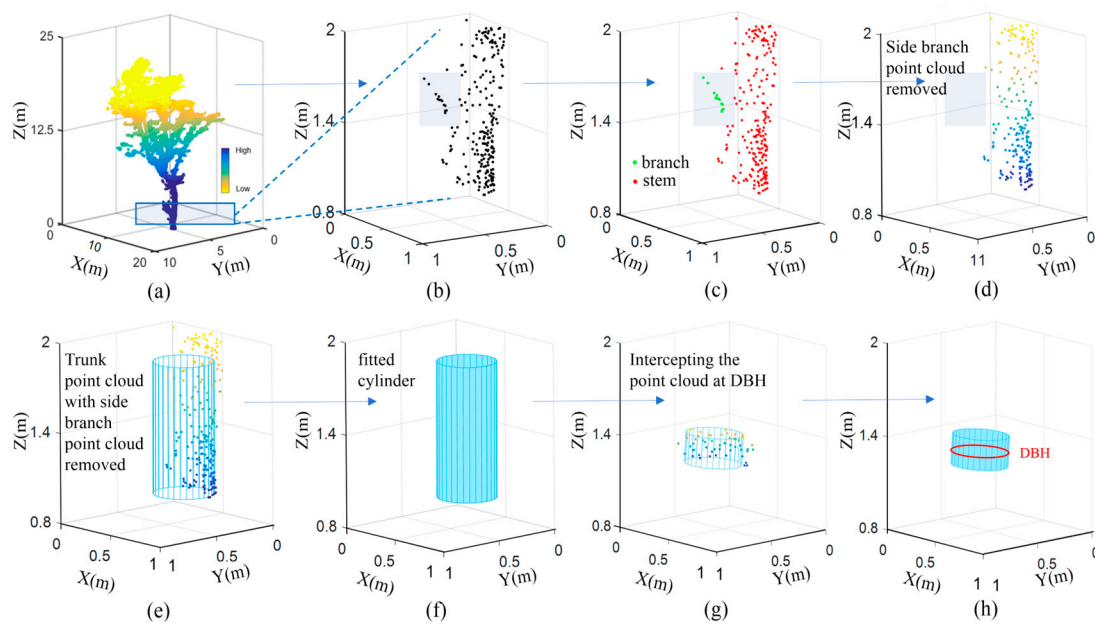 25
12.5
0
0
10
20
10
5
0
Z(m)
X(m)
Y(m)
High
Low
(a)
2
1.4
0.8
0
0.5
1
1
0.5
0
Z(m)
X(m)
Y(m)
(b)
2
1.4
0.8
0
0.5
1
1
0.5
0
Z(m)
X(m)
Y(m)
branch
stem
(c)
2
1.4
0.8
0
0.5
11
0.5
0
Z(m)
X(m)
Y(m)
Side branch
point cloud
removed
(d)
2
1.4
0.8
0
0.5
1
1
0.5
0
Z(m)
X(m)
Y(m)
Trunk
point cloud
with side
branch
point cloud
removed
(e)
2
1.4
0.8
0
0.5
1
1
0.5
0
Z(m)
X(m)
Y(m)
fitted
cylinder
(f)
2
1.4
0.8
0
0.5
1
1
0.5
0
Z(m)
X(m)
Y(m)
Intercepting the
point cloud at DBH
(g)
2
1.4
0.8
0
0.5
1
1
0.5
0
Z(m)
X(m)
Y(m)
DBH
(h)